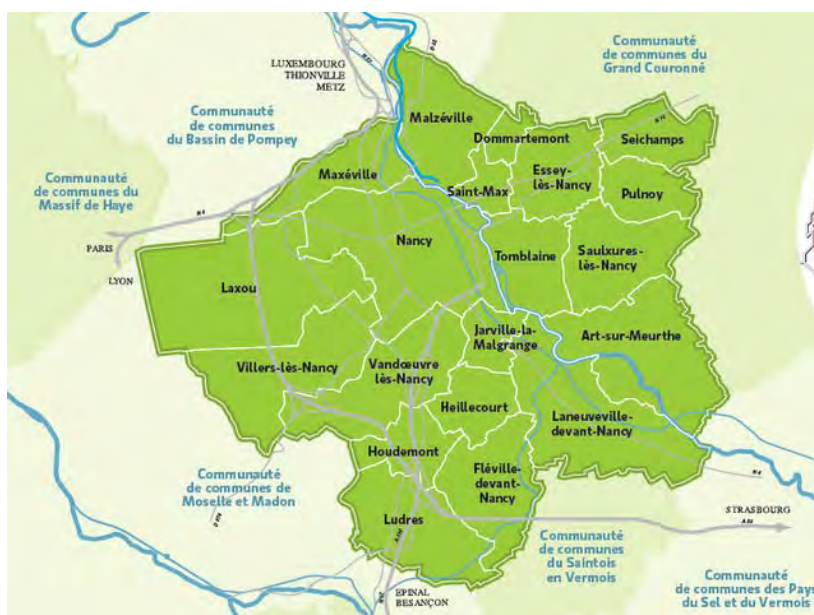 Communauté
de communes du
Grand Couronné
LUXEMBOURG
THIONVILLE
METZ
Communauté
de communes
du Bassin de Pompey
Communauté
de communes du
Massif de Haye
Malzéville
Dommartemont
Seichamps
Maxéville
Essey-
lès-Nancy
Saint-Max
Pulnoy
PARIS
LYON
Nancy
Tomblaine
Saulxures-
lès-Nancy
Laxou
Jarville-la-
Malgrange
Art-sur-Meurthe
Villers-lès-Nancy
Vandœuvre
lès-Nancy
Heillecourt
Laneuveville-
devant-Nancy
Houdemont
Fléville-
devant-
Nancy
Communauté
de communes de
Moselle et Madon
Ludres
STRASBOURG
Communauté
de communes
du Saintois
en Vermois
EPINAL
BESANÇON
Communauté
de communes des Pays
du Sel et du Vermois